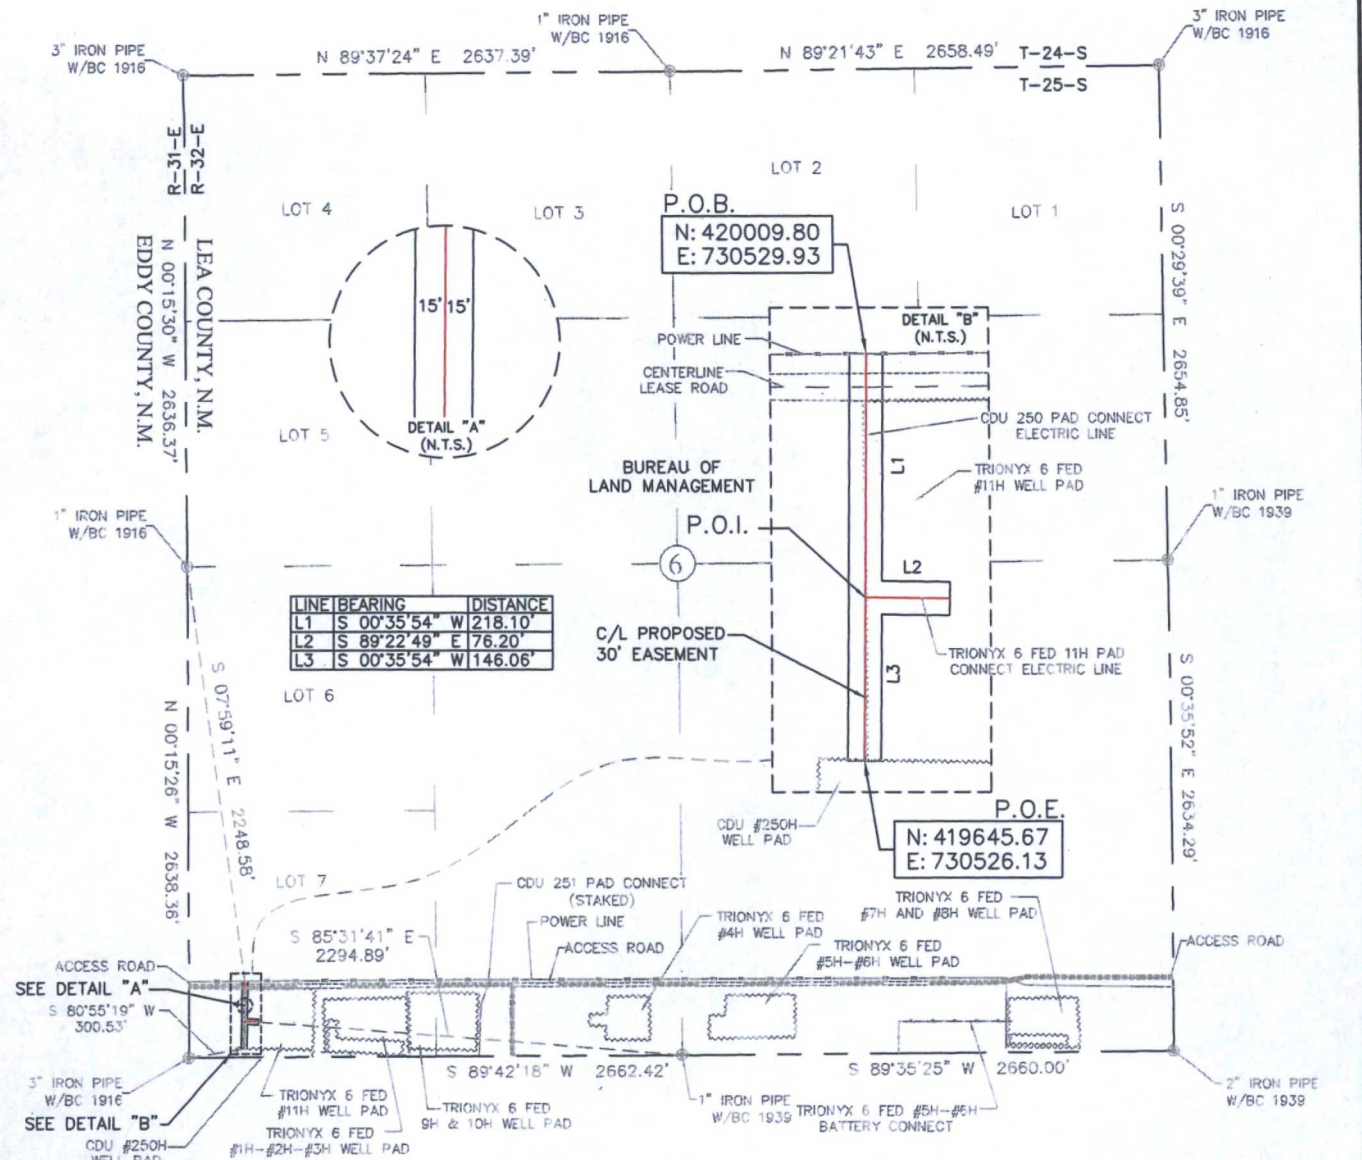 3" IRON PIPE
W/BC 1916
N 89°37'24" E 2637.39'
1" IRON PIPE
W/BC 1916
N 89°21'43" E 2658.49'
T-24-S
T-25-S
3" IRON PIPE
W/BC 1916
R-31-E
R-32-E
LOT 4
LOT 3
LOT 2
LOT 1
P.O.B.
N: 420009.80
E: 730529.93
S 00°29'39" E 2654.85'
LEA COUNTY, N.M.
EDDY COUNTY, N.M.
N 00°15'30" W 2636.37'
15' 15'
DETAIL "A"
(N.T.S.)
LOT 5
DETAIL "B"
(N.T.S.)
POWER LINE
CENTERLINE
LEASE ROAD
CDU 250 PAD CONNECT
ELECTRIC LINE
L1
TRIONYX 6 FED
#11H WELL PAD
BUREAU OF
LAND MANAGEMENT
P.O.I.
1" IRON PIPE
W/BC 1916
1" IRON PIPE
W/BC 1939
6
L2
LINE BEARING DISTANCE
L1 S 00°35'54" W 218.10'
L2 S 89°22'49" E 76.20'
L3 S 00°35'54" W 146.06'
C/L PROPOSED
30' EASEMENT
TRIONYX 6 FED 11H PAD
CONNECT ELECTRIC LINE
L3
LOT 6
S 07°59'11" E 2248.58'
N 00°15'26" W 2638.36'
S 00°35'52" E 2634.29'
CDU #250H
WELL PAD
P.O.E.
N: 419645.67
E: 730526.13
LOT 7
CDU 251 PAD CONNECT
(STAKED)
POWER LINE
ACCESS ROAD
S 85°31'41" E
2294.89'
TRIONYX 6 FED
#4H WELL PAD
TRIONYX 6 FED
#5H-#6H WELL PAD
TRIONYX 6 FED
#7H AND #8H WELL PAD
ACCESS ROAD
ACCESS ROAD
SEE DETAIL "A"
S 80°55'19" W
300.53'
3" IRON PIPE
W/BC 1916
SEE DETAIL "B"
CDU #250H
WELL PAD
TRIONYX 6 FED
#11H WELL PAD
TRIONYX 6 FED
#1H-#2H-#3H WELL PAD
TRIONYX 6 FED
9H & 10H WELL PAD
S 89°42'18" W 2662.42'
1" IRON PIPE
W/BC 1939
S 89°35'25" W 2660.00'
TRIONYX 6 FED #5H-#6H
BATTERY CONNECT
2" IRON PIPE
W/BC 1939